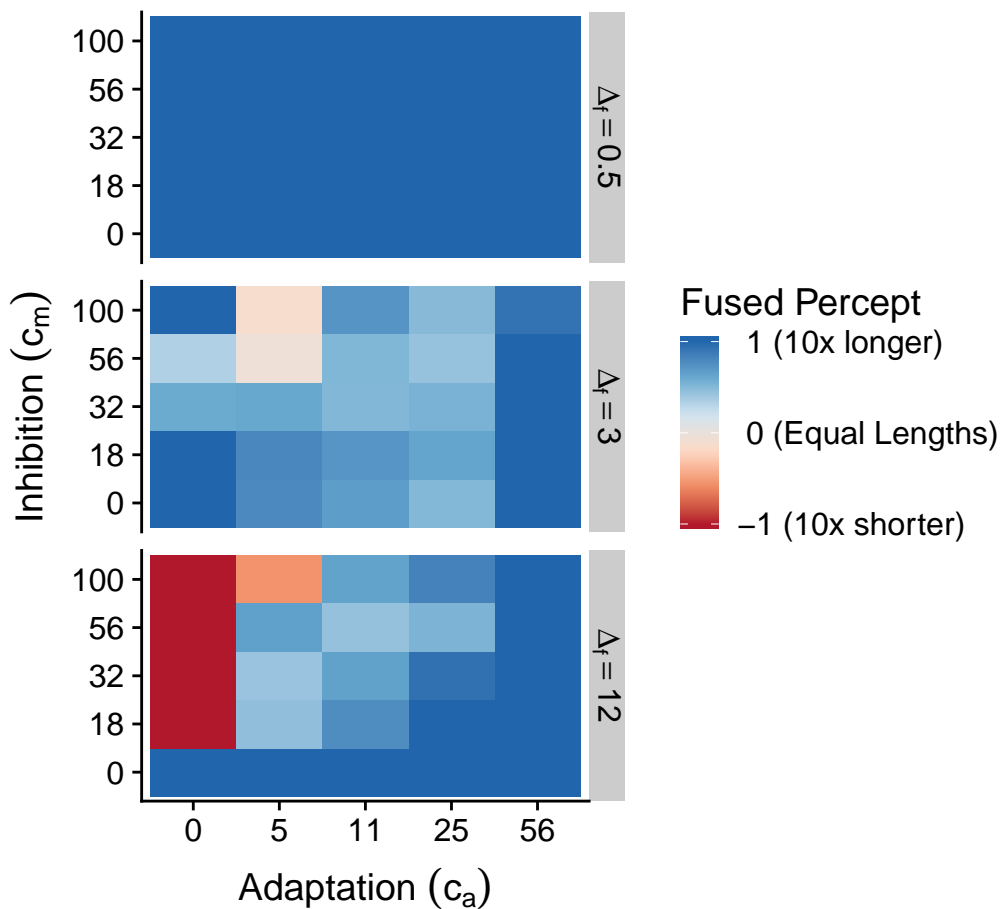 100
56
32
18
0
Δf = 0.5
100
56
32
18
0
Δf = 3
100
56
32
18
0
Δf = 12
Inhibition (cm)
0 5 11 25 56
Adaptation (ca)
Fused Percept
1 (10x longer)
0 (Equal Lengths)
−1 (10x shorter)